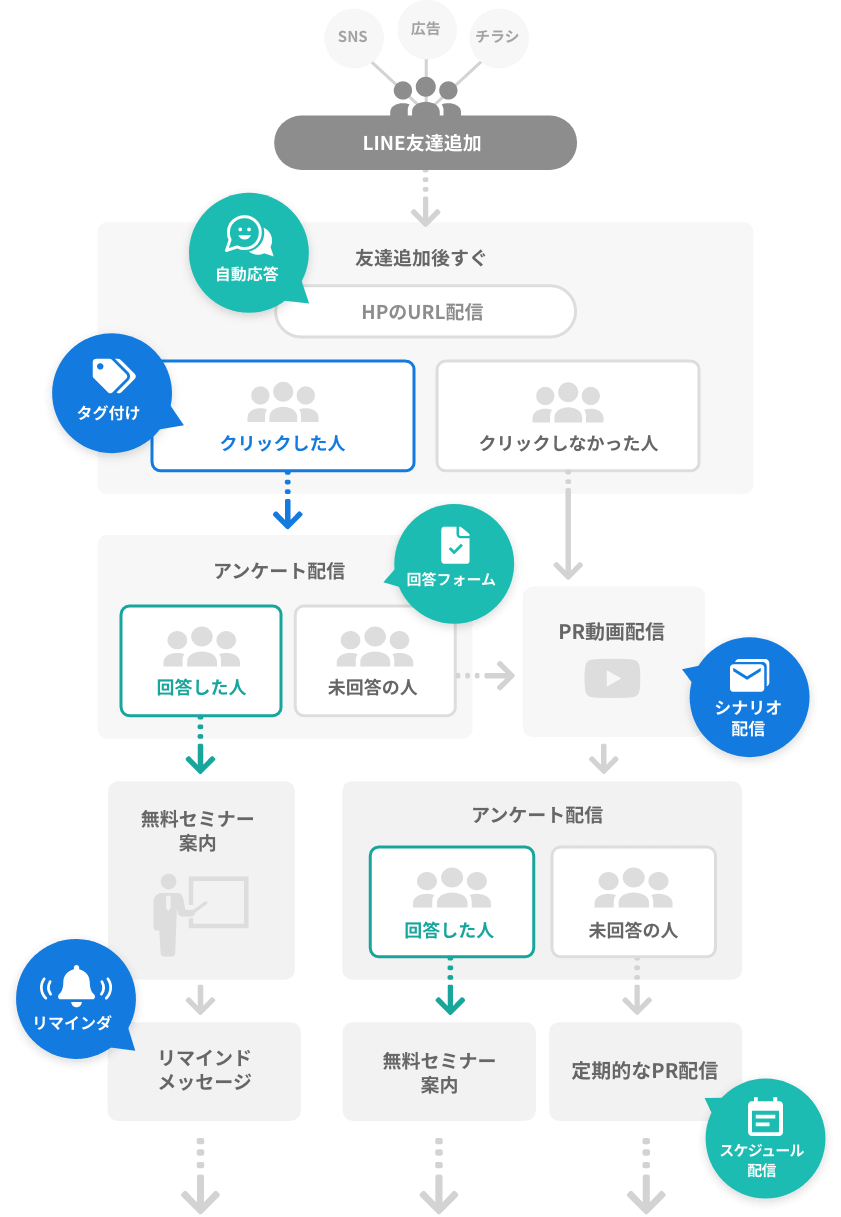 SNS
広告
チラシ
LINE友達追加
自動応答
友達追加後すぐ
HPのURL配信
タグ付け
クリックした人
クリックしなかった人
アンケート配信
回答フォーム
回答した人
未回答の人
PR動画配信
シナリオ
配信
無料セミナー
案内
アンケート配信
回答した人
未回答の人
リマインダ
リマインド
メッセージ
無料セミナー
案内
定期的なPR配信
スケジュール
配信